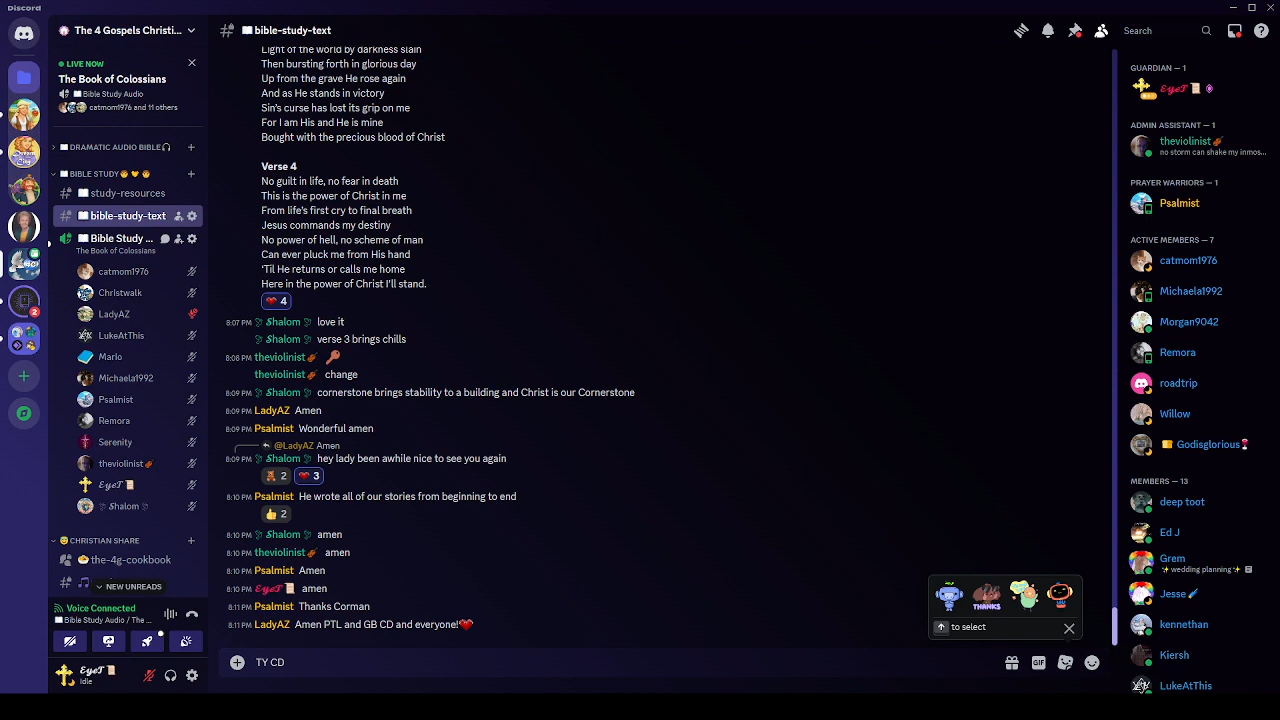 Discord
The 4 Gospels Christi...
LIVE NOW
The Book of Colossians
Bible Study Audio
catmom1976 and 11 others
DRAMATIC AUDIO BIBLE
BIBLE STUDY
study-resources
bible-study-text
Bible Study ...
The Book of Colossians
catmom1976
Christwalk
LadyAZ
LukeAtThis
Mario
Michaela1992
Psalmist
Remora
Serenity
theviolinist
EyeT
Shalom
CHRISTIAN SHARE
the-4g-cookbook
NEW UNREADS
Voice Connected
Bible Study Audio / The ...
EyeT
Idle
bible-study-text
Search
Light of the world by darkness slain
Then bursting forth in glorious day
Up from the grave He rose again
And as He stands in victory
Sin's curse has lost its grip on me
For I am His and He is mine
Bought with the precious blood of Christ
Verse 4
No guilt in life, no fear in death
This is the power of Christ in me
From life's first cry to final breath
Jesus commands my destiny
No power of hell, no scheme of man
Can ever pluck me from His hand
'Til He returns or calls me home
Here in the power of Christ I'll stand.
4
8:07 PM Shalom love it
Shalom verse 3 brings chills
8:08 PM theviolinist
theviolinist change
8:09 PM Shalom cornerstone brings stability to a building and Christ is our Cornerstone
8:09 PM LadyAZ Amen
8:09 PM Psalmist Wonderful amen
@LadyAZ Amen
8:09 PM Shalom hey lady been awhile nice to see you again
2 3
8:10 PM Psalmist He wrote all of our stories from beginning to end
2
8:10 PM Shalom amen
8:10 PM theviolinist amen
8:10 PM Psalmist Amen
8:10 PM EyeT amen
8:11 PM Psalmist Thanks Corman
8:11 PM LadyAZ Amen PTL and GB CD and everyone!
THANKS
to select
TY CD
GIF
GUARDIAN — 1
EyeT
ADMIN ASSISTANT — 1
theviolinist
no storm can shake my inmos...
PRAYER WARRIORS — 1
Psalmist
ACTIVE MEMBERS — 7
catmom1976
Michaela1992
Morgan9042
Remora
roadtrip
Willow
Godisglorious
MEMBERS — 13
deep toot
Ed J
Grem
wedding planning
Jesse
kennethan
Kiersh
LukeAtThis
2